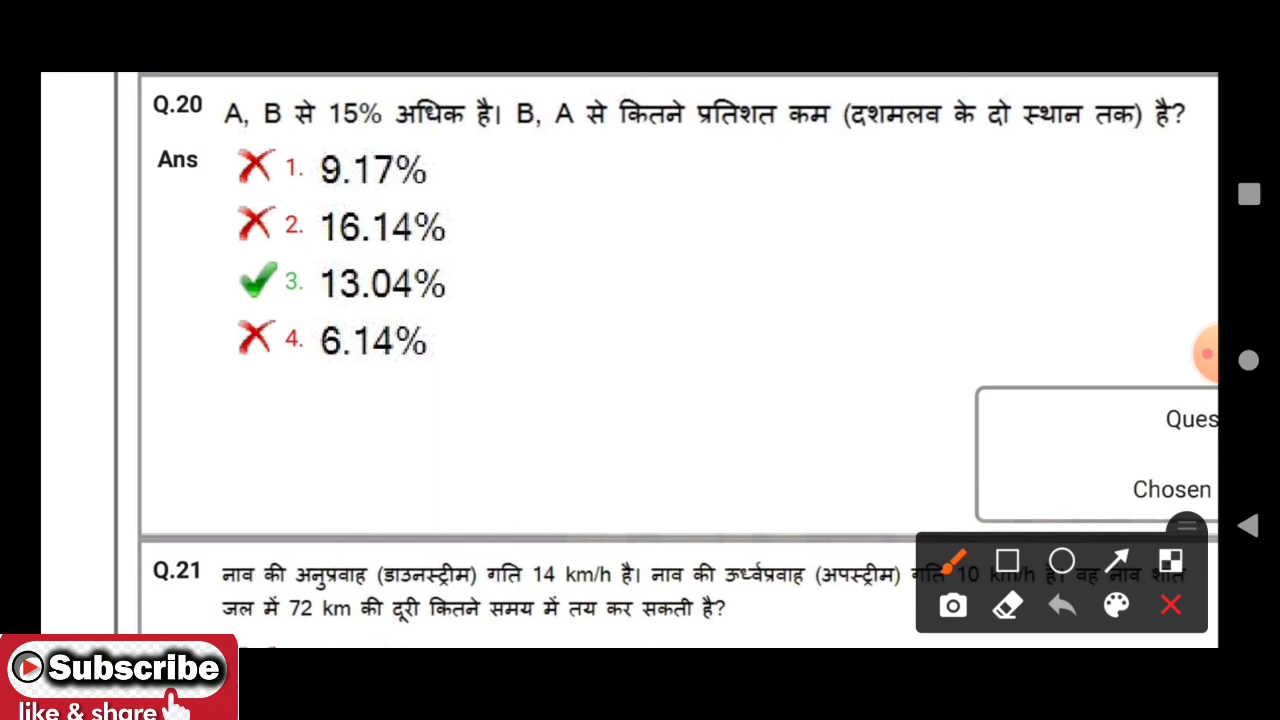 Q.20 A, B से 15% अधिक है। B, A से कितने प्रतिशत कम (दशमलव के दो स्थान तक) है?
Ans 1. 9.17%
2. 16.14%
3. 13.04%
4. 6.14%
Ques
Chosen
Q.21 नाव की अनुप्रवाह (डाउनस्ट्रीम) गति 14 km/h है। नाव की ऊर्ध्वप्रवाह (अपस्ट्रीम) गति 10 km/h है। वह नाव शांत
जल में 72 km की दूरी कितने समय में तय कर सकती है?
Subscribe
like & share